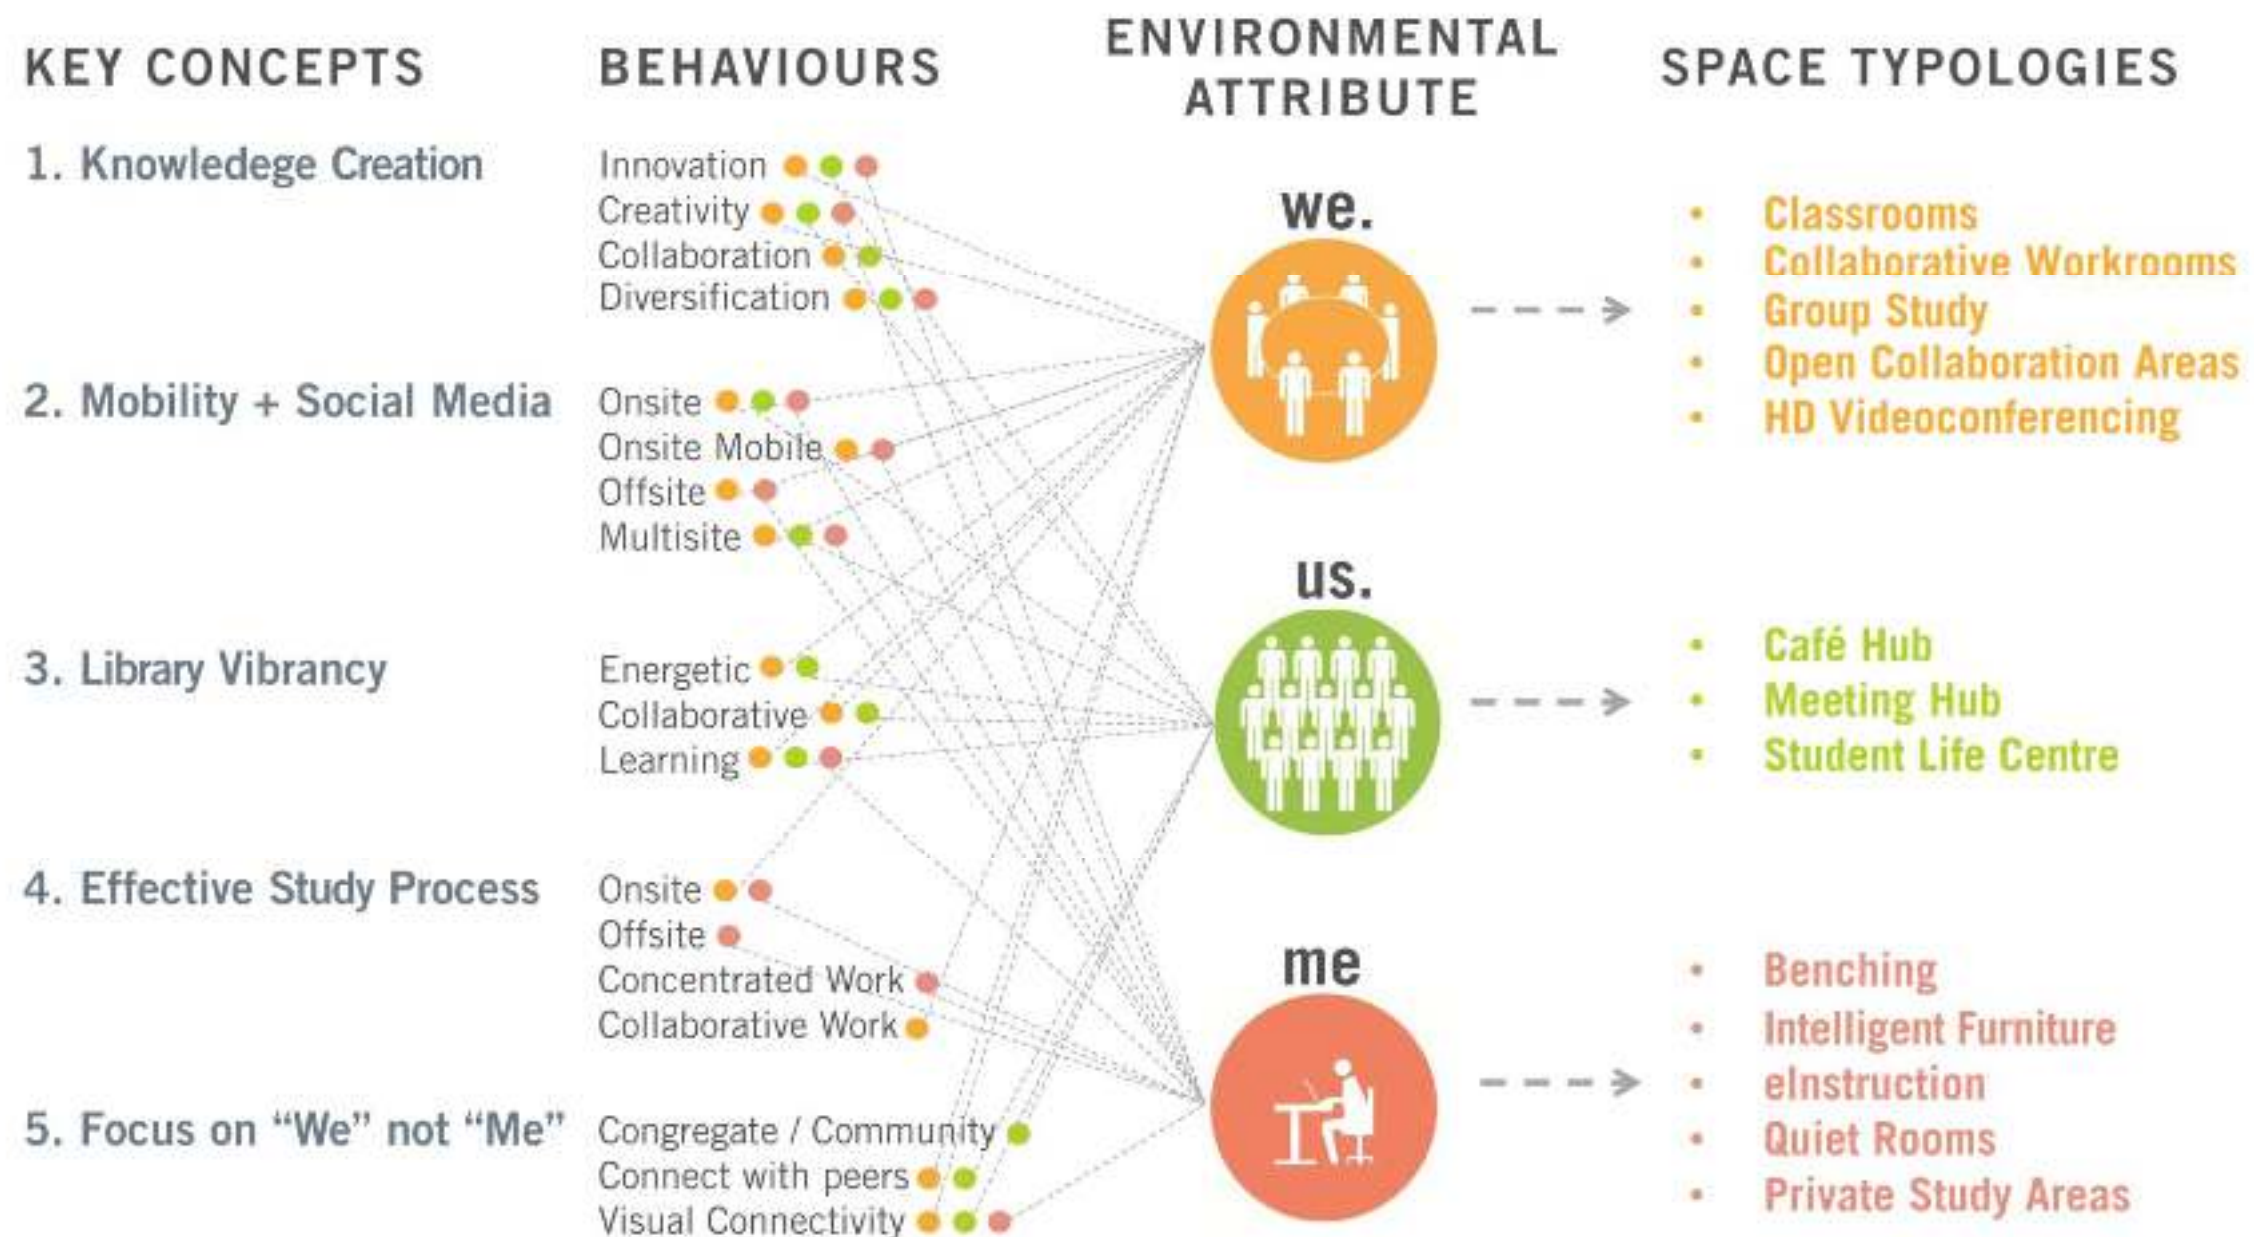 KEY CONCEPTS
BEHAVIOURS
ENVIRONMENTAL
ATTRIBUTE
SPACE TYPOLOGIES
1. Knowledege Creation
Innovation
Creativity
Collaboration
Diversification
2. Mobility + Social Media
Onsite
Onsite Mobile
Offsite
Multisite
3. Library Vibrancy
Energetic
Collaborative
Learning
4. Effective Study Process
Onsite
Offsite
Concentrated Work
Collaborative Work
5. Focus on “We” not “Me”
Congregate / Community
Connect with peers
Visual Connectivity
we.
• Classrooms
• Collaborative Workrooms
• Group Study
• Open Collaboration Areas
• HD Videoconferencing
us.
• Café Hub
• Meeting Hub
• Student Life Centre
me
• Benching
• Intelligent Furniture
• eInstruction
• Quiet Rooms
• Private Study Areas